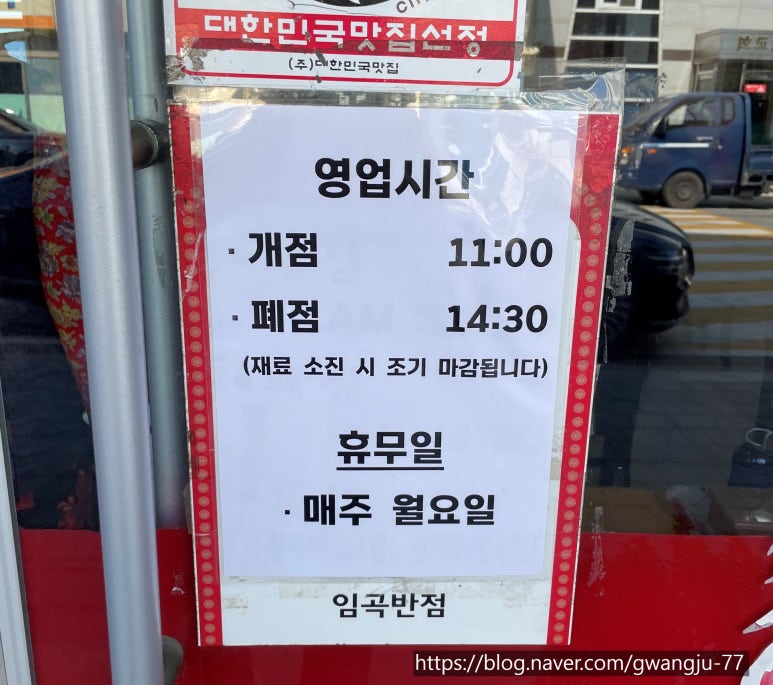 대한민국맛집선정
(주)대한민국맛집
영업시간
· 개점 11:00
· 폐점 14:30
(재료 소진 시 조기 마감됩니다)
휴무일
· 매주 월요일
임곡반점
https://blog.naver.com/gwangju-77